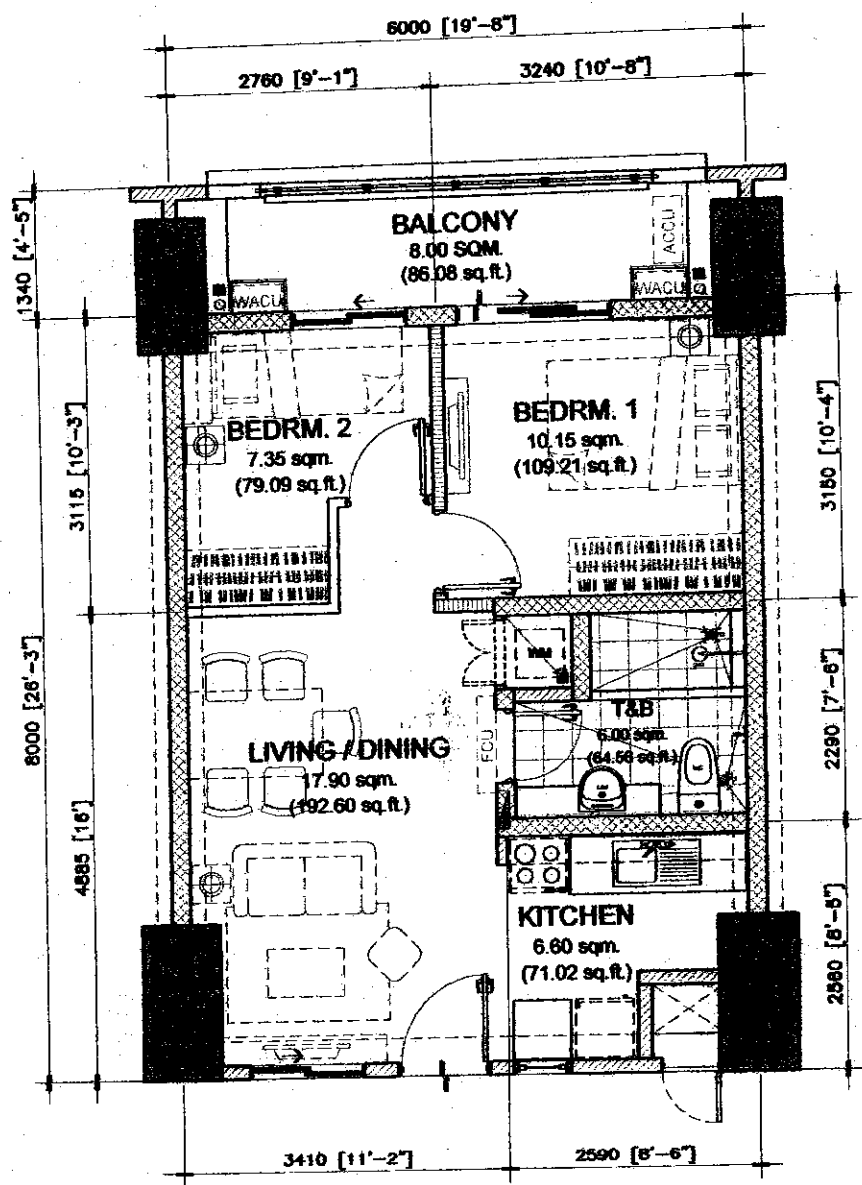 6000 [19'-8"]
2760 [9'-1"]
3240 [10'-8"]
1340 [4'-5"]
BALCONY
8.00 SQM.
(86.08 sq.ft.)
ACCU
WACU
WACU
BEDRM. 2
7.35 sqm.
(79.09 sq.ft.)
BEDRM. 1
10.15 sqm.
(109.21 sq.ft.)
3115 [10'-3"]
3150 [10'-4"]
8000 [26'-3"]
WM
T&B
6.00 sqm.
(64.56 sq.ft.)
FCU
2290 [7'-6"]
LIVING / DINING
17.90 sqm.
(192.60 sq.ft.)
4885 [16']
KITCHEN
6.60 sqm.
(71.02 sq.ft.)
2560 [8'-5"]
3410 [11'-2"]
2590 [8'-6"]